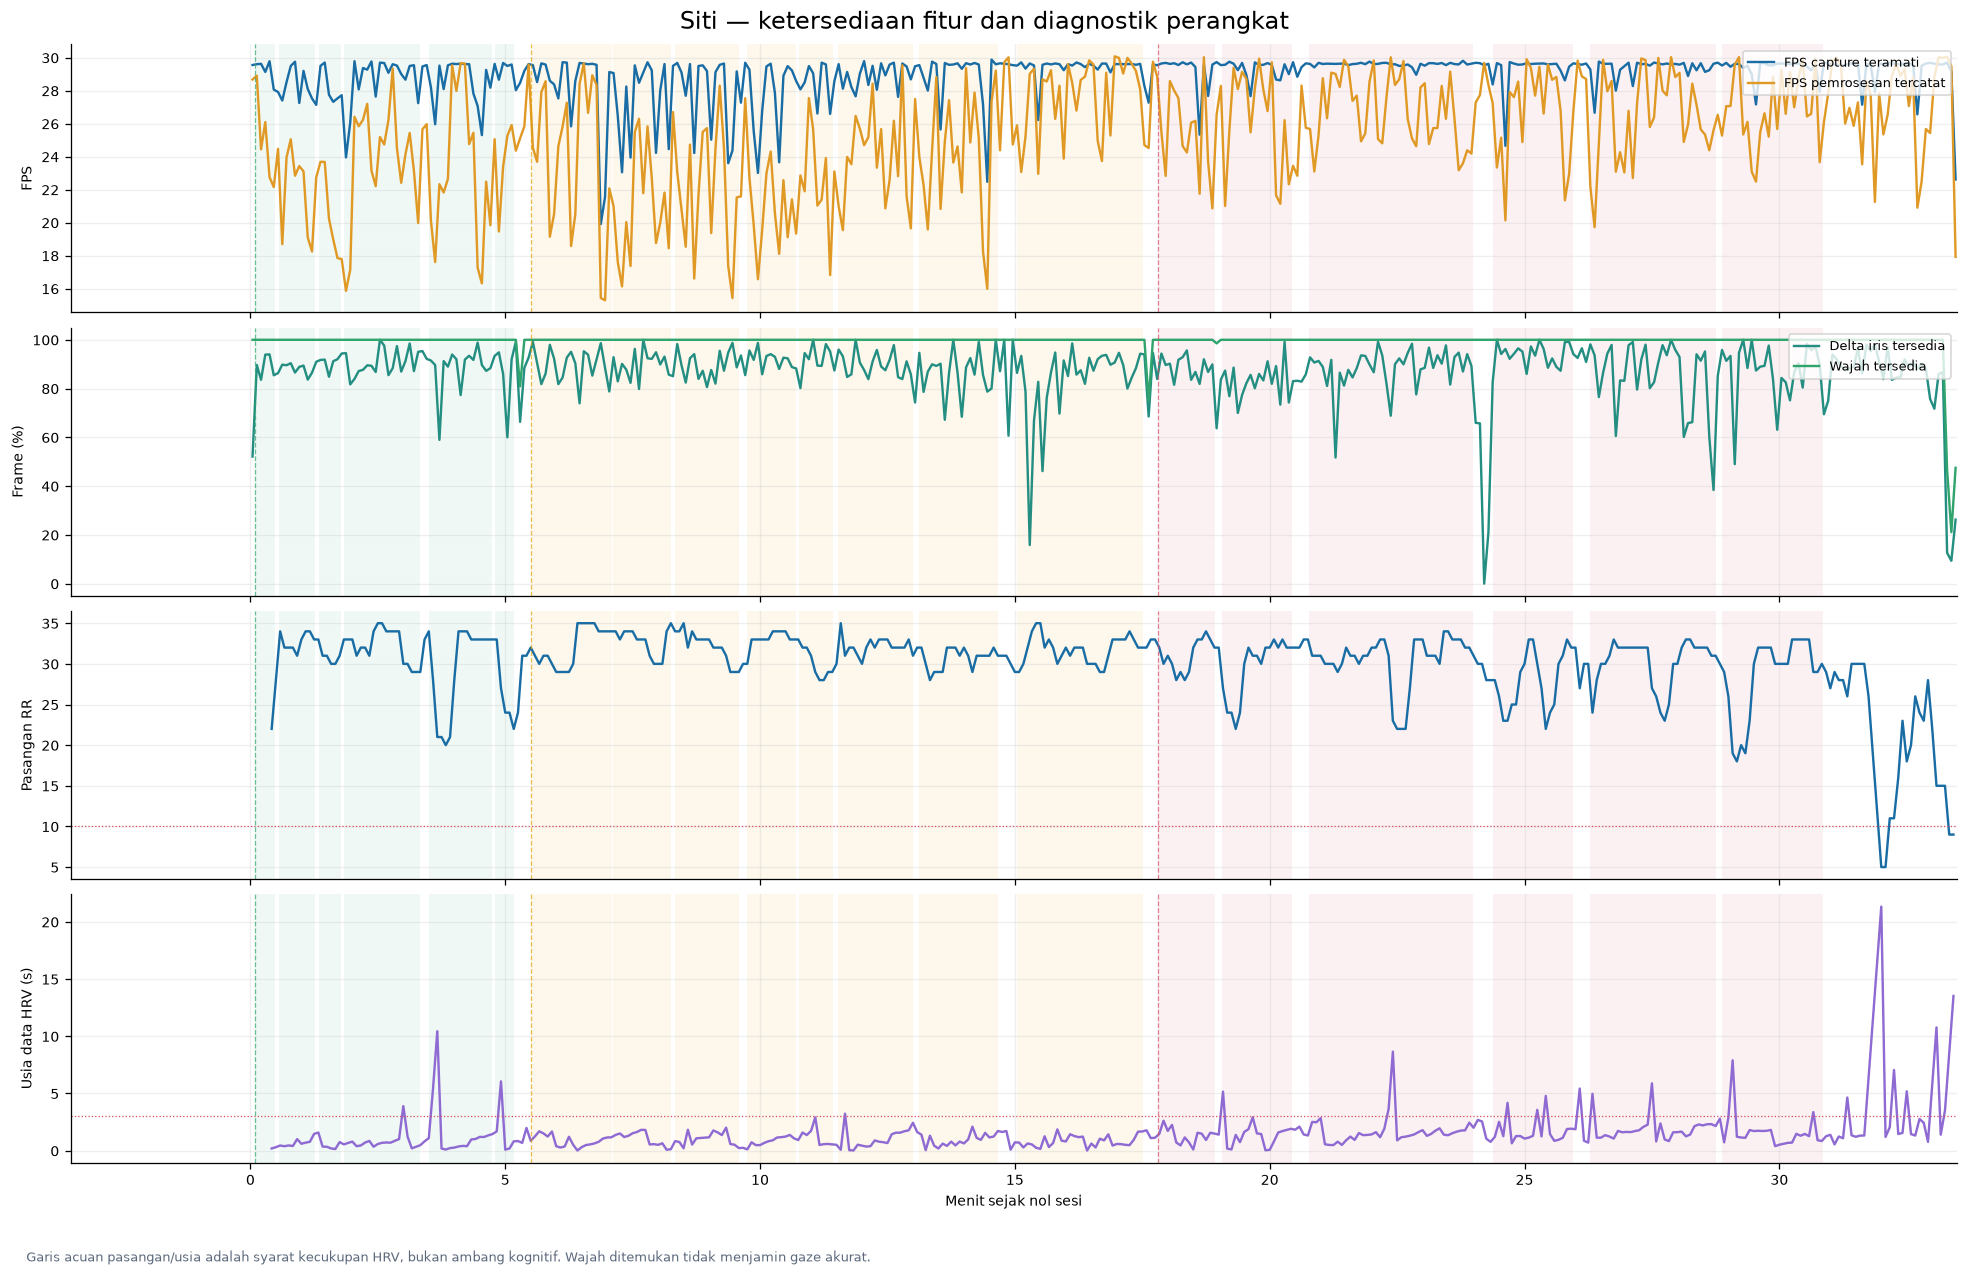 Siti — ketersediaan fitur dan diagnostik perangkat
30
28
26
24
22
20
18
16
FPS
FPS capture teramati
FPS pemrosesan tercatat
100
80
60
40
20
0
Frame (%)
Delta iris tersedia
Wajah tersedia
35
30
25
20
15
10
5
Pasangan RR
20
15
10
5
0
Usia data HRV (s)
0 5 10 15 20 25 30
Menit sejak nol sesi
Garis acuan pasangan/usia adalah syarat kecukupan HRV, bukan ambang kognitif. Wajah ditemukan tidak menjamin gaze akurat.